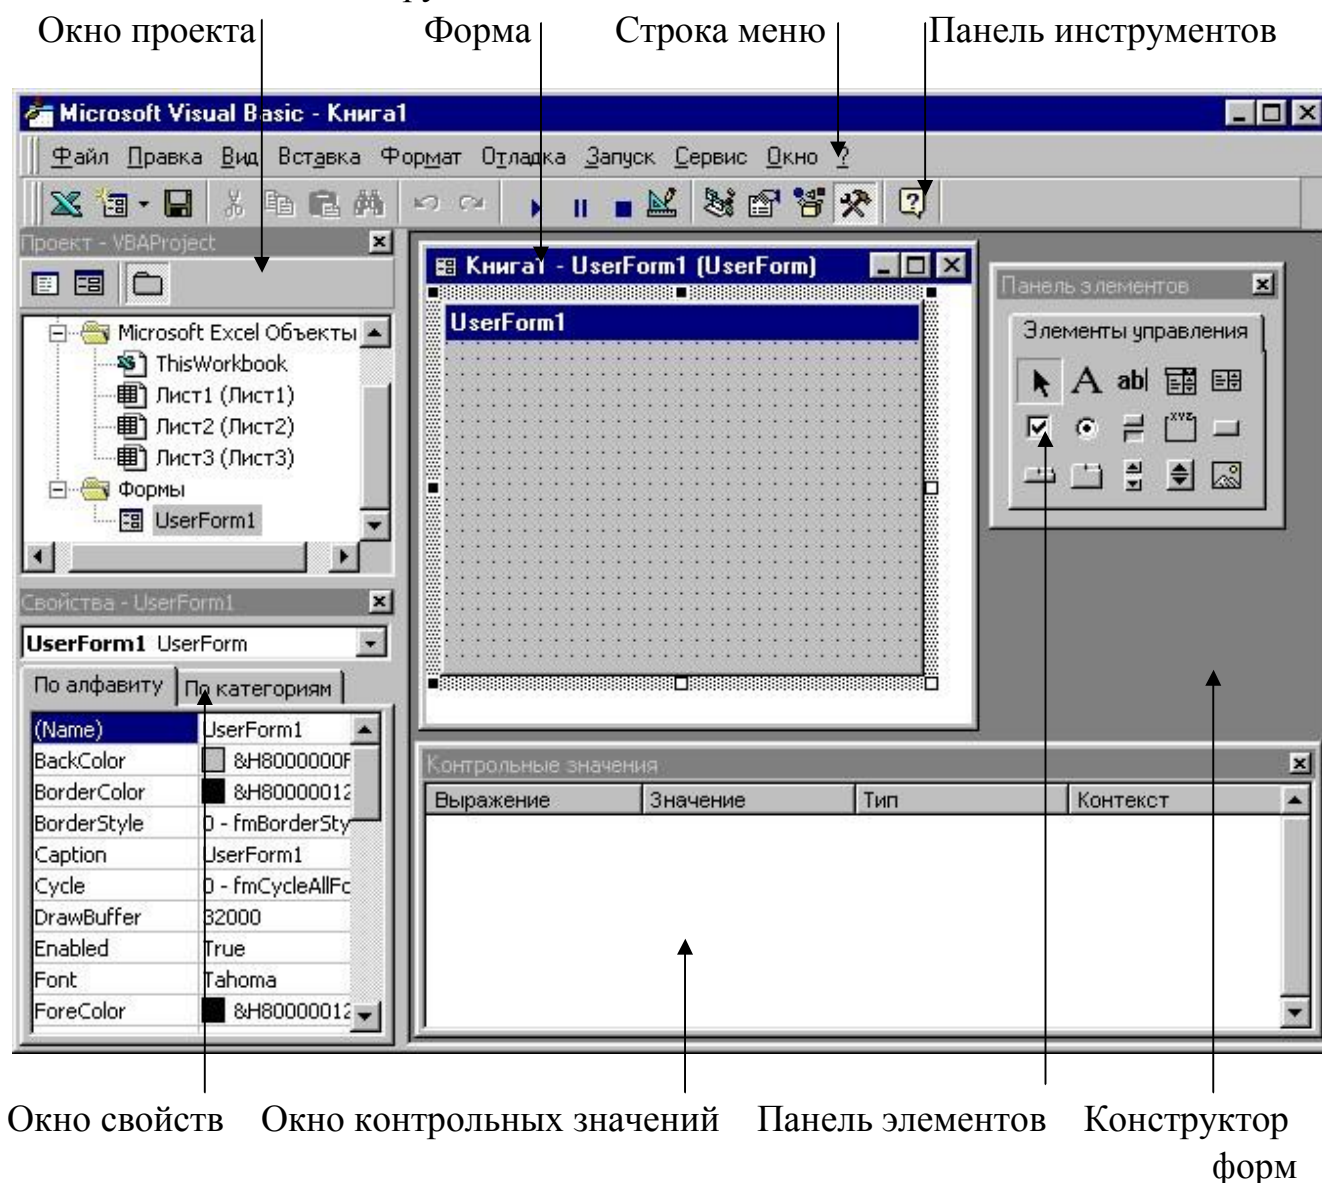 Окно проекта Форма Строка меню Панель инструментов
Microsoft Visual Basic - Книга1
Файл Правка Вид Вставка Формат Отладка Запуск Сервис Окно ?
Проект - VBAProject
Microsoft Excel Объекты
ThisWorkbook
Лист1 (Лист1)
Лист2 (Лист2)
Лист3 (Лист3)
Формы
UserForm1
Книга1 - UserForm1 (UserForm)
UserForm1
Панель элементов
Элементы управления
A ab|
XYZ
Свойства - UserForm1
UserForm1 UserForm
По алфавиту По категориям
(Name) UserForm1
BackColor &H8000000F
BorderColor &H80000012
BorderStyle 0 - fmBorderSty
Caption UserForm1
Cycle 0 - fmCycleAllFo
DrawBuffer 32000
Enabled True
Font Tahoma
ForeColor &H80000012
Контрольные значения
Выражение Значение Тип Контекст
Окно свойств Окно контрольных значений Панель элементов Конструктор
форм